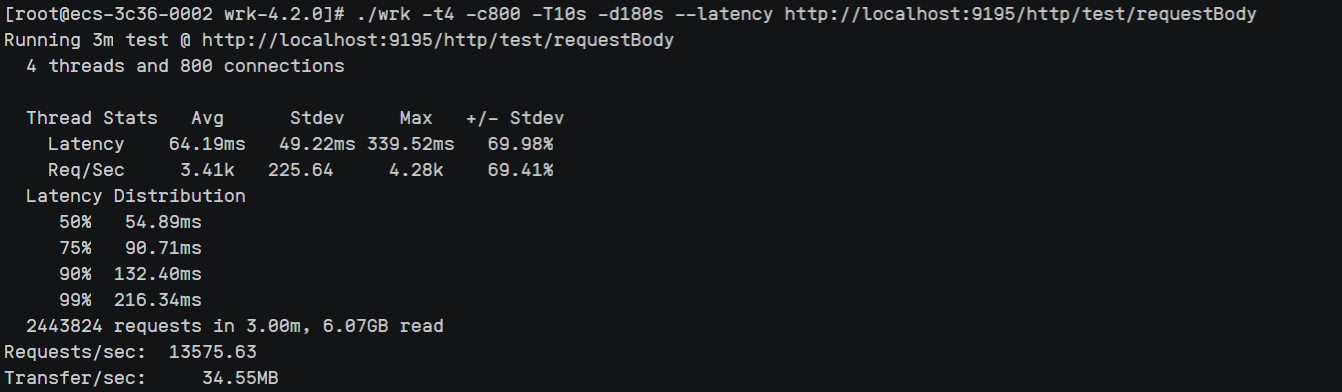 [root@ecs-3c36-0002 wrk-4.2.0]# ./wrk -t4 -c800 -T10s -d180s --latency http://localhost:9195/http/test/requestBody
Running 3m test @ http://localhost:9195/http/test/requestBody
  4 threads and 800 connections

  Thread Stats   Avg      Stdev     Max   +/- Stdev
    Latency    64.19ms   49.22ms 339.52ms   69.98%
    Req/Sec     3.41k   225.64     4.28k    69.41%
  Latency Distribution
     50%   54.89ms
     75%   90.71ms
     90%  132.40ms
     99%  216.34ms
  2443824 requests in 3.00m, 6.07GB read
Requests/sec:  13575.63
Transfer/sec:     34.55MB